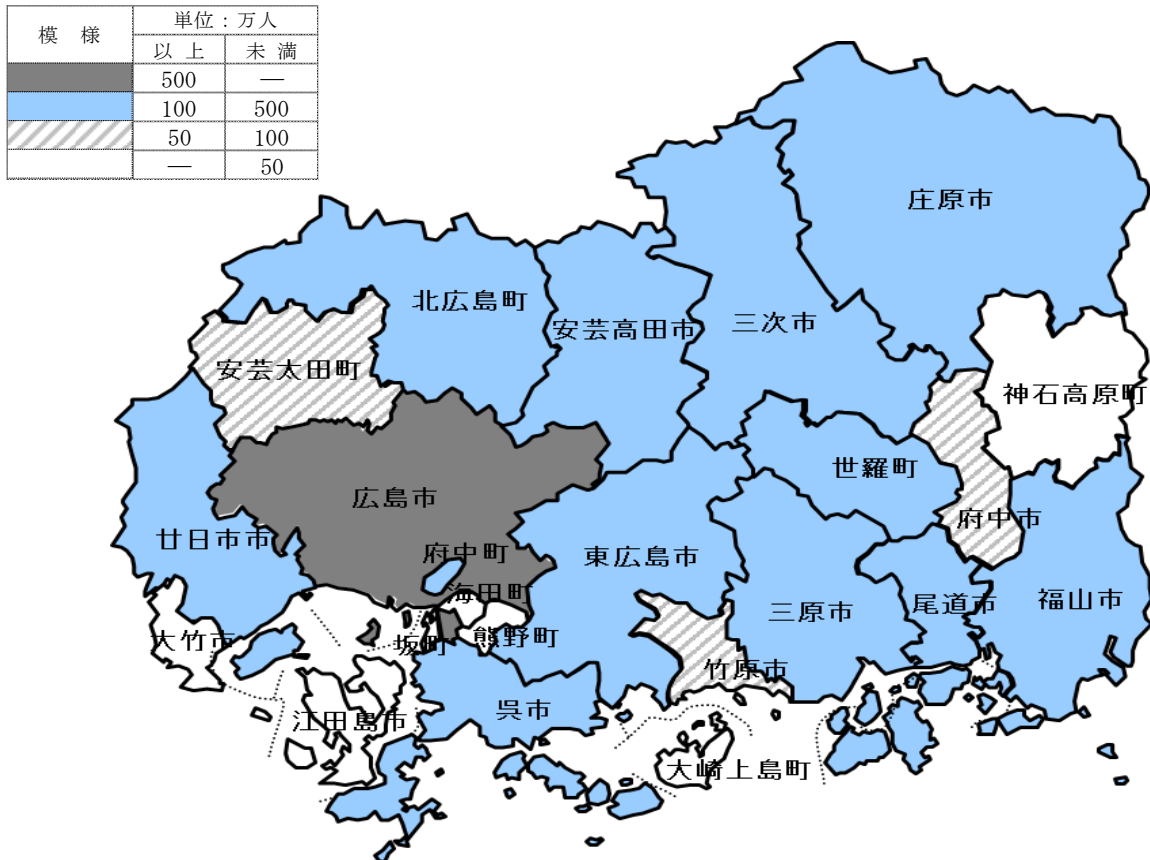 模 様
単位：万人
以 上
未 満
500
―
100
500
50
100
―
50
庄原市
北広島町
安芸高田市
三次市
安芸太田町
神石高原町
世羅町
広島市
府中市
廿日市市
府中町
東広島市
海田町
三原市
尾道市
福山市
大竹市
坂町
熊野町
竹原市
呉市
江田島市
大崎上島町